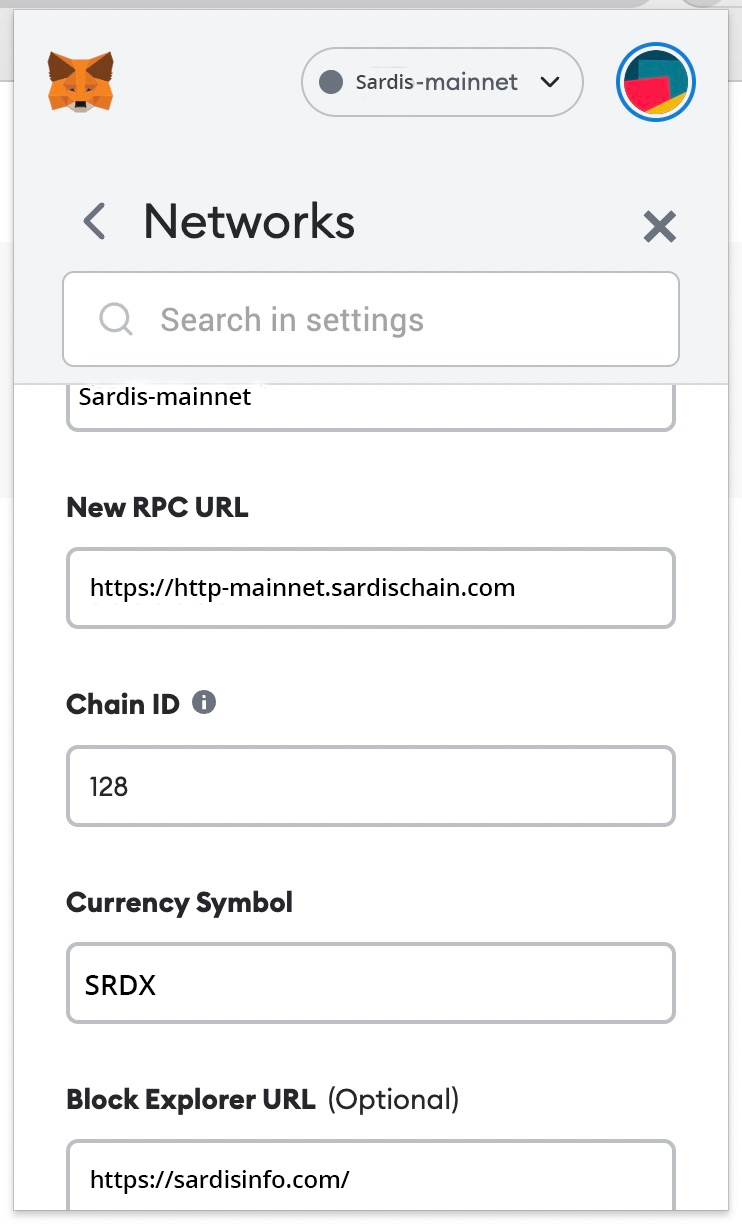 Sardis-mainnet
Networks
Search in settings
Sardis-mainnet
New RPC URL
https://http-mainnet.sardischain.com
Chain ID
128
Currency Symbol
SRDX
Block Explorer URL (Optional)
https://sardisinfo.com/